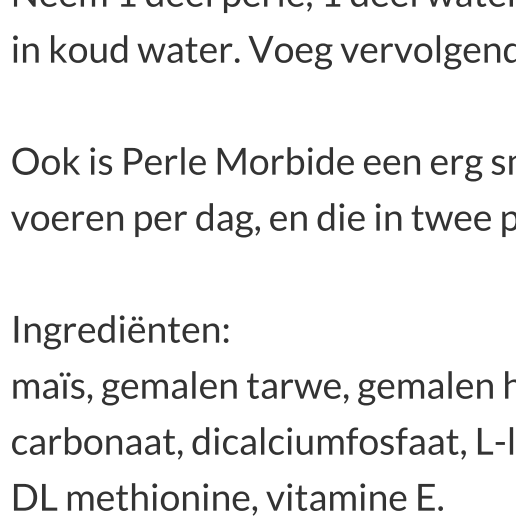 Neem 1 deel perle, 1 deel water
in koud water. Voeg
Ook is Perle Morbide een erg
voeren per dag, en die in twee
Ingrediënten:
maïs, gemalen tarwe, gemalen
carbonaat, dicalciumfosfaat,
DL methionine, vitamine E.